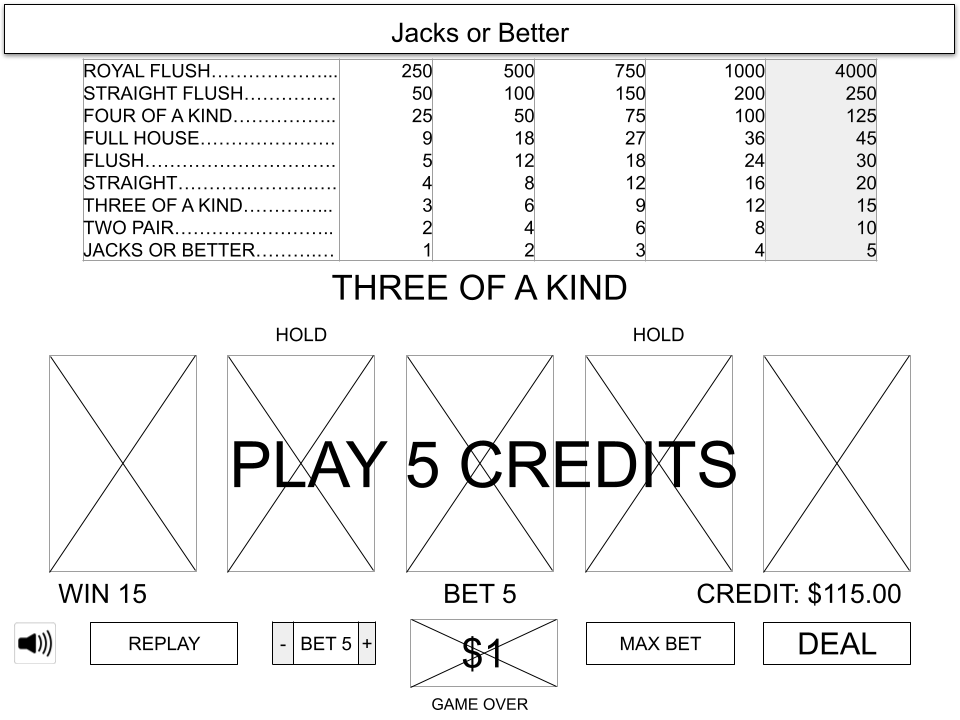 Jacks or Better
ROYAL FLUSH………………... 250 500 750 1000 4000
STRAIGHT FLUSH…………… 50 100 150 200 250
FOUR OF A KIND…………….. 25 50 75 100 125
FULL HOUSE…………………. 9 18 27 36 45
FLUSH…………………………. 5 12 18 24 30
STRAIGHT……………………. 4 8 12 16 20
THREE OF A KIND…………... 3 6 9 12 15
TWO PAIR……………………. 2 4 6 8 10
JACKS OR BETTER………… 1 2 3 4 5
THREE OF A KIND
HOLD HOLD
PLAY 5 CREDITS
WIN 15 BET 5 CREDIT: $115.00
REPLAY - BET 5 + $1 MAX BET DEAL
GAME OVER